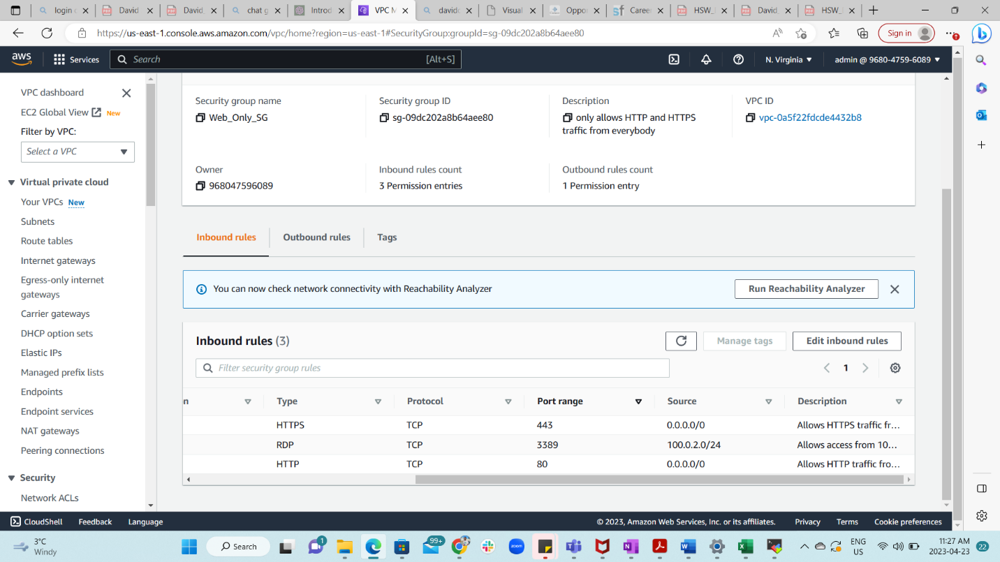 login c
David
David_
chat g
Introd
VPC M
davidc
Visual
Oppor
Career
HSW_
David_
HSW_
https://us-east-1.console.aws.amazon.com/vpc/home?region=us-east-1#SecurityGroup:groupId=sg-09dc202a8b64aee80
Sign in
aws
Services
Search
[Alt+S]
N. Virginia
admin @ 9680-4759-6089
VPC dashboard
EC2 Global View New
Filter by VPC:
Select a VPC
Virtual private cloud
Your VPCs New
Subnets
Route tables
Internet gateways
Egress-only internet
gateways
Carrier gateways
DHCP option sets
Elastic IPs
Managed prefix lists
Endpoints
Endpoint services
NAT gateways
Peering connections
Security
Network ACLs
Security group name
Web_Only_SG
Security group ID
sg-09dc202a8b64aee80
Description
only allows HTTP and HTTPS
traffic from everybody
VPC ID
vpc-0a5f22fdcde4432b8
Owner
968047596089
Inbound rules count
3 Permission entries
Outbound rules count
1 Permission entry
Inbound rules
Outbound rules
Tags
You can now check network connectivity with Reachability Analyzer
Run Reachability Analyzer
Inbound rules (3)
Manage tags
Edit inbound rules
Filter security group rules
1
n Type Protocol Port range Source Description
HTTPS TCP 443 0.0.0.0/0 Allows HTTPS traffic fr...
RDP TCP 3389 100.0.2.0/24 Allows access from 10...
HTTP TCP 80 0.0.0.0/0 Allows HTTP traffic fro...
CloudShell
Feedback
Language
© 2023, Amazon Web Services, Inc. or its affiliates.
Privacy
Terms
Cookie preferences
3°C
Windy
Search
1
99+
zoom
ENG
US
11:27 AM
2023-04-23
22